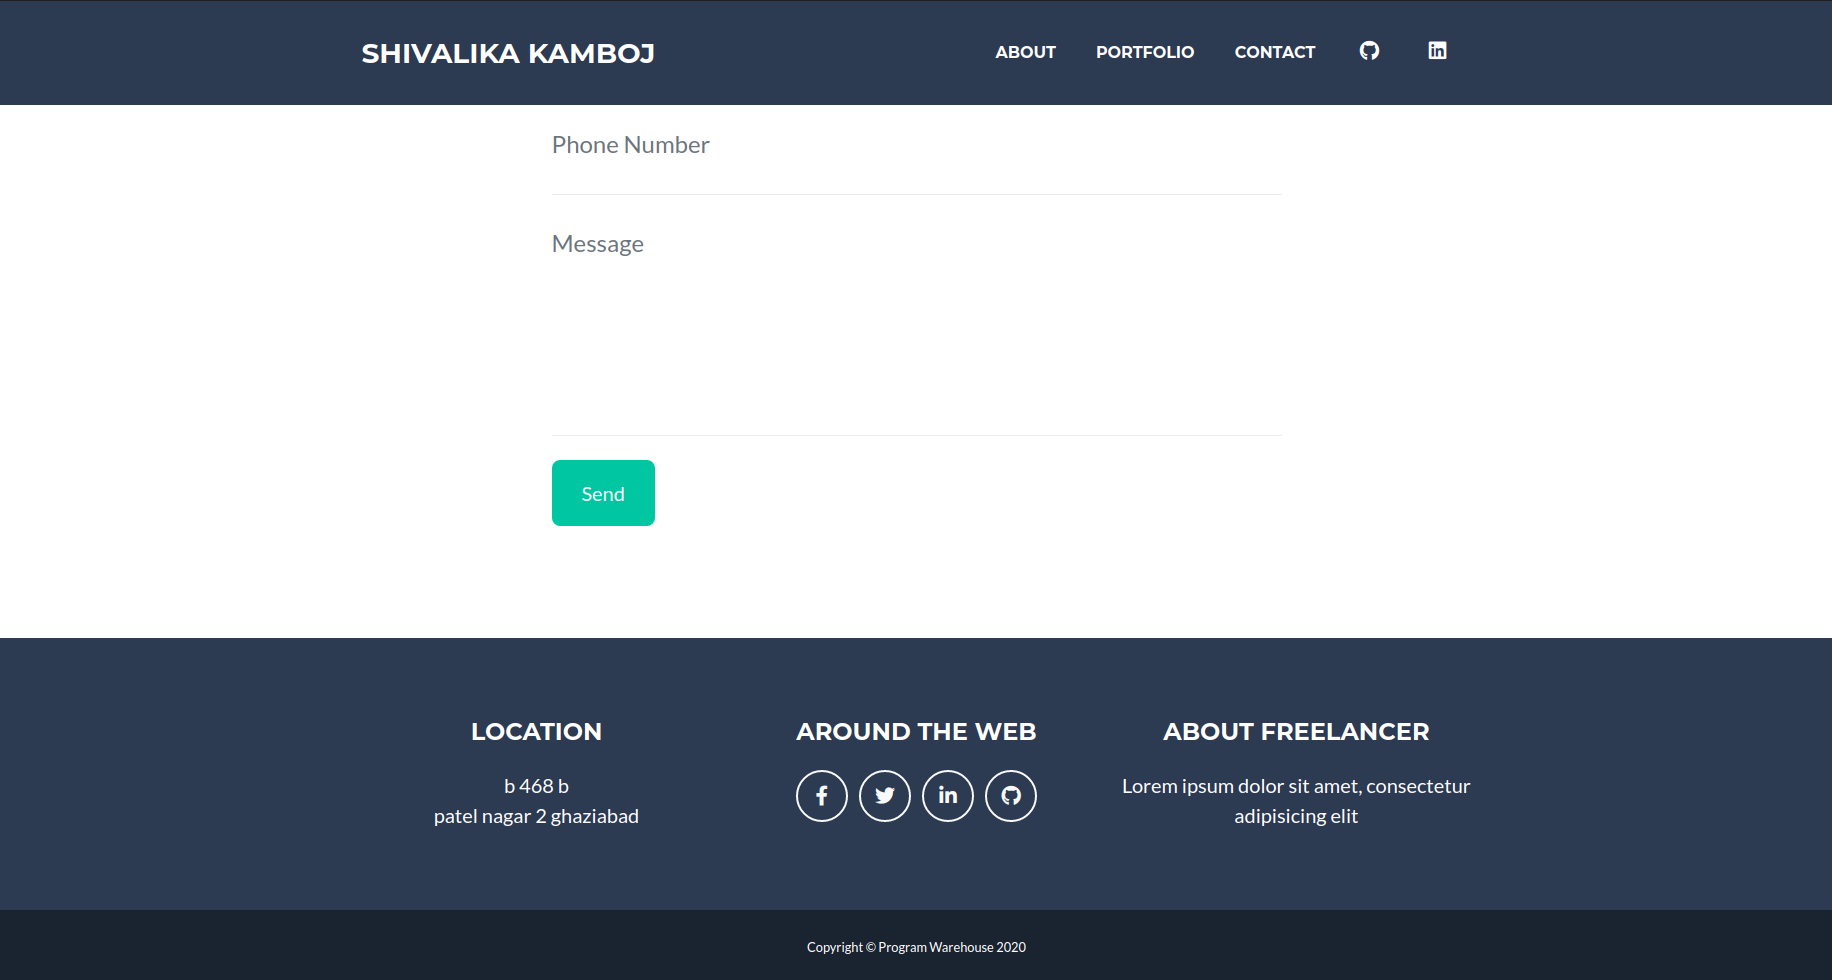 SHIVALIKA KAMBOJ
ABOUT PORTFOLIO CONTACT
Phone Number
Message
Send
LOCATION
b 468 b
patel nagar 2 ghaziabad
AROUND THE WEB
ABOUT FREELANCER
Lorem ipsum dolor sit amet, consectetur
adipisicing elit
Copyright © Program Warehouse 2020